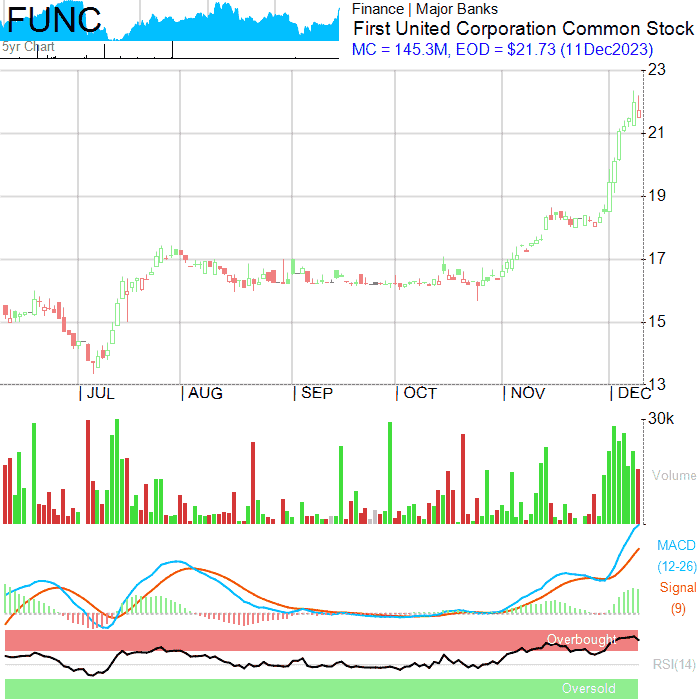 FUNC
5yr Chart
Finance | Major Banks
First United Corporation Common Stock
MC = 145.3M, EOD = $21.73 (11Dec2023)
23
21
19
17
15
13
JUL AUG SEP OCT NOV DEC
30k
Volume
MACD
(12-26)
Signal
(9)
Overbought
RSI(14)
Oversold